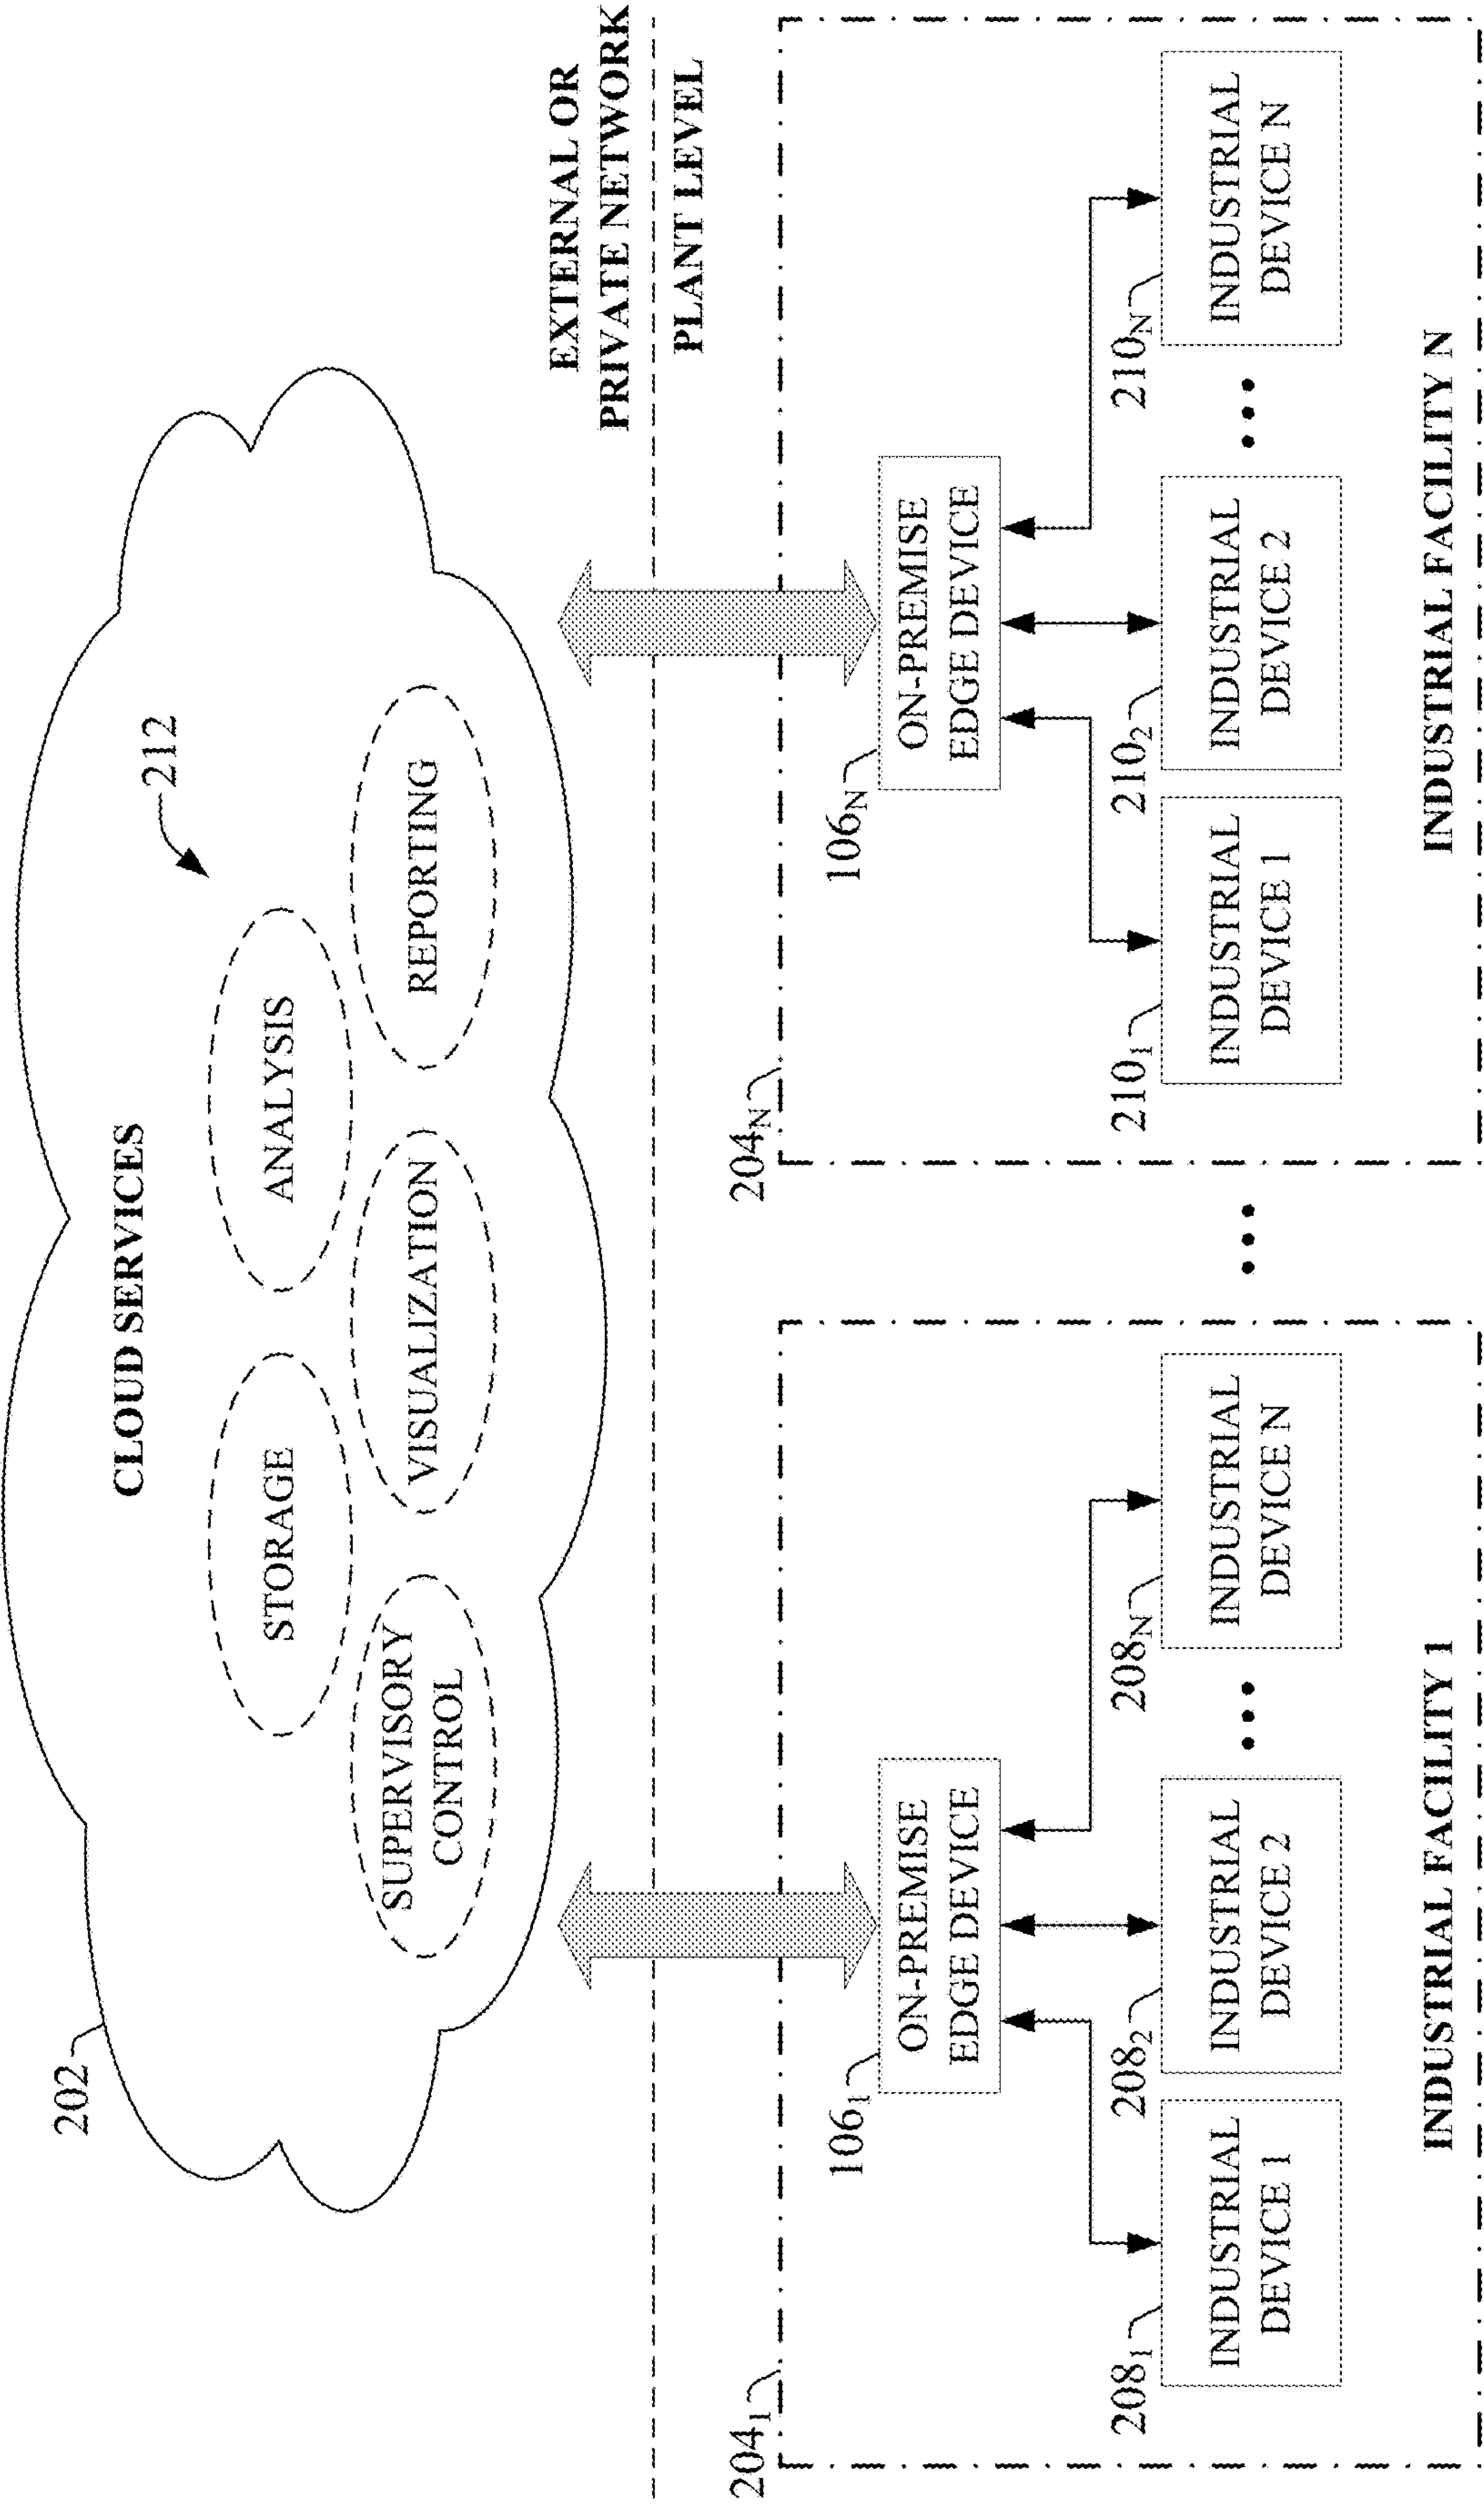 202
CLOUD SERVICES
212
STORAGE
ANALYSIS
SUPERVISORY
CONTROL
VISUALIZATION
REPORTING
EXTERNAL OR
PRIVATE NETWORK
PLANT LEVEL
204₁
106₁
ON-PREMISE
EDGE DEVICE
208₁
INDUSTRIAL
DEVICE 1
208₂
INDUSTRIAL
DEVICE 2
•••
208N
INDUSTRIAL
DEVICE N
INDUSTRIAL FACILITY 1
•••
204N
106N
ON-PREMISE
EDGE DEVICE
210₁
INDUSTRIAL
DEVICE 1
210₂
INDUSTRIAL
DEVICE 2
•••
210N
INDUSTRIAL
DEVICE N
INDUSTRIAL FACILITY N